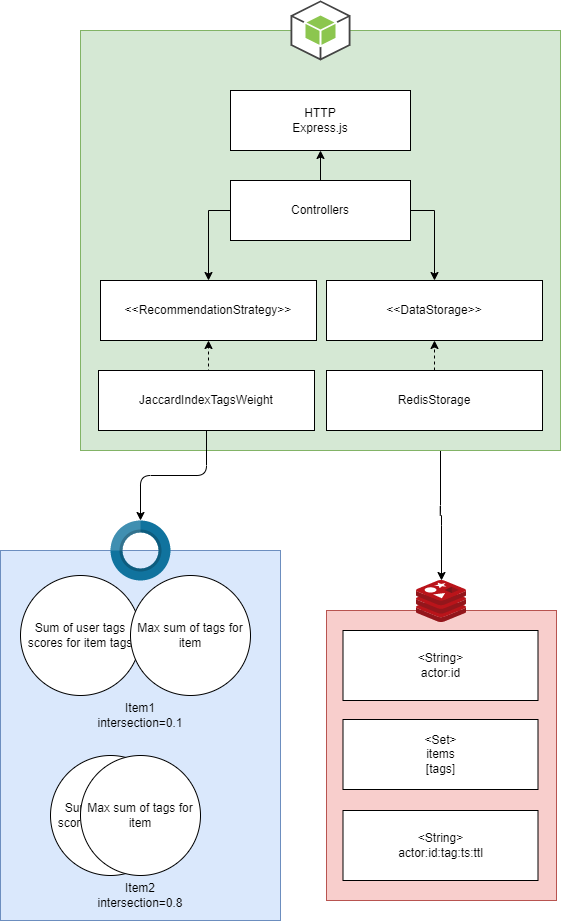 HTTP
Express.js
Controllers
<<RecommendationStrategy>>
<<DataStorage>>
JaccardIndexTagsWeight
RedisStorage
Sum of user tags
scores for item tags
Max sum of tags for
item
Item1
intersection=0.1
Max sum of tags for
item
Item2
intersection=0.8
<String>
actor:id
<Set>
items
[tags]
<String>
actor:id:tag:ts:ttl